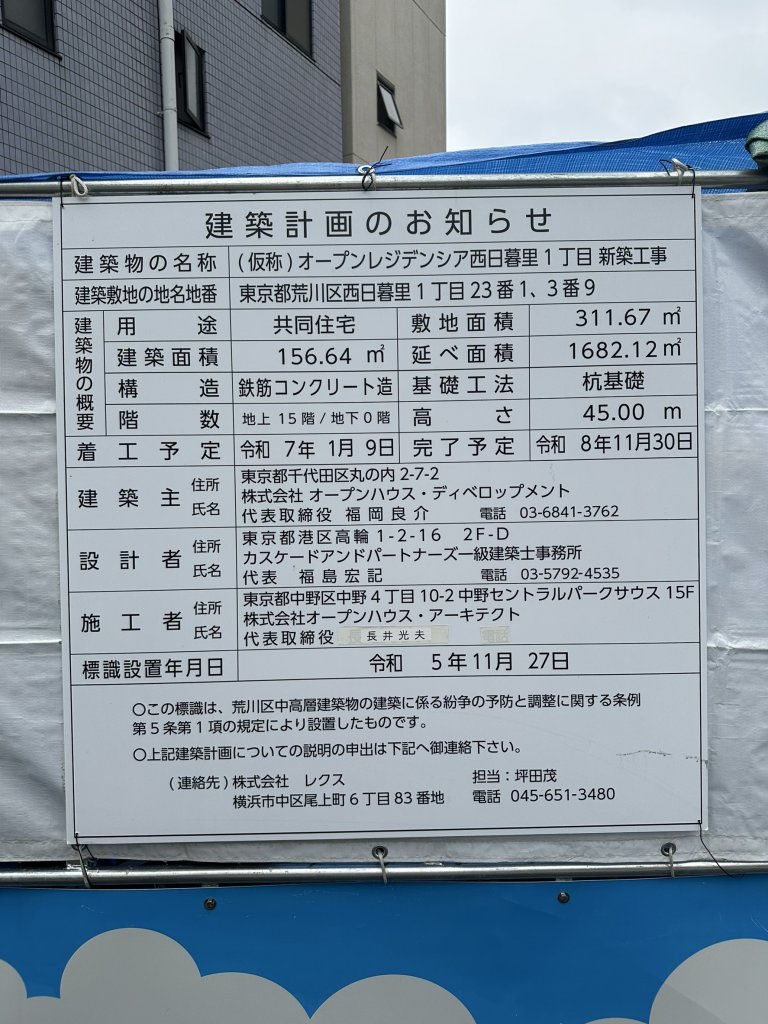 建築計画のお知らせ
建築物の名称 (仮称)オープンレジデンシア西日暮里1丁目 新築工事
建築敷地の地名地番 東京都荒川区西日暮里1丁目23番1、3番9
建築物の概要
用途 共同住宅 敷地面積 311.67 ㎡
建築面積 156.64 ㎡ 延べ面積 1682.12㎡
構造 鉄筋コンクリート造 基礎工法 杭基礎
階数 地上 15階/地下0階 高さ 45.00 m
着工予定 令和 7年 1月 9日 完了予定 令和 8年11月30日
建築主 住所 氏名
東京都千代田区丸の内 2-7-2
株式会社 オープンハウス・ディベロップメント
代表取締役 福岡良介 電話 03-6841-3762
設計者 住所 氏名
東京都港区高輪 1-2-16 2F-D
カスケードアンドパートナーズ一級建築士事務所
代表 福島宏記 電話 03-5792-4535
施工者 住所 氏名
東京都中野区中野4丁目10-2 中野セントラルパークサウス 15F
株式会社オープンハウス・アーキテクト
代表取締役 長井光夫 電話
標識設置年月日 令和 5年11月 27日
○この標識は、荒川区中高層建築物の建築に係る紛争の予防と調整に関する条例
第5条第1項の規定により設置したものです。
○上記建築計画についての説明の申出は下記へ御連絡下さい。
(連絡先)株式会社 レクス 担当:坪田茂
横浜市中区尾上町6丁目83番地 電話 045-651-3480